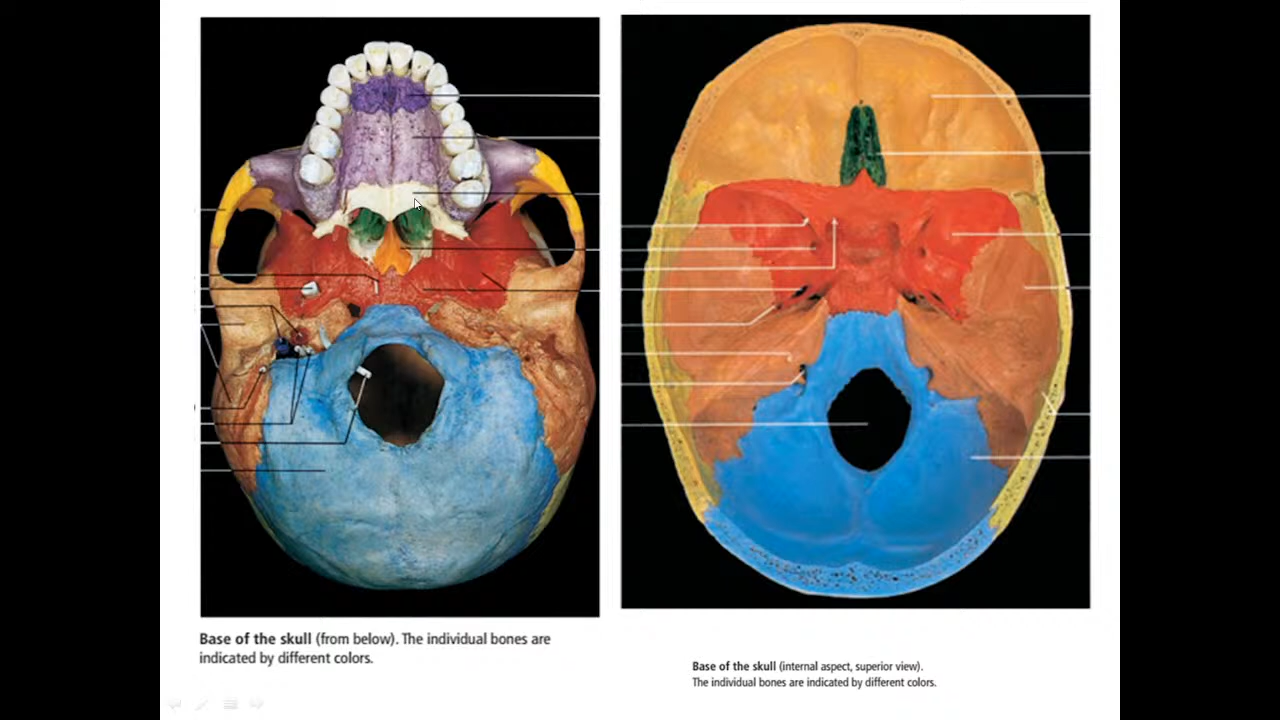 Base of the skull (from below). The individual bones are
indicated by different colors.
Base of the skull (internal aspect, superior view).
The individual bones are indicated by different colors.